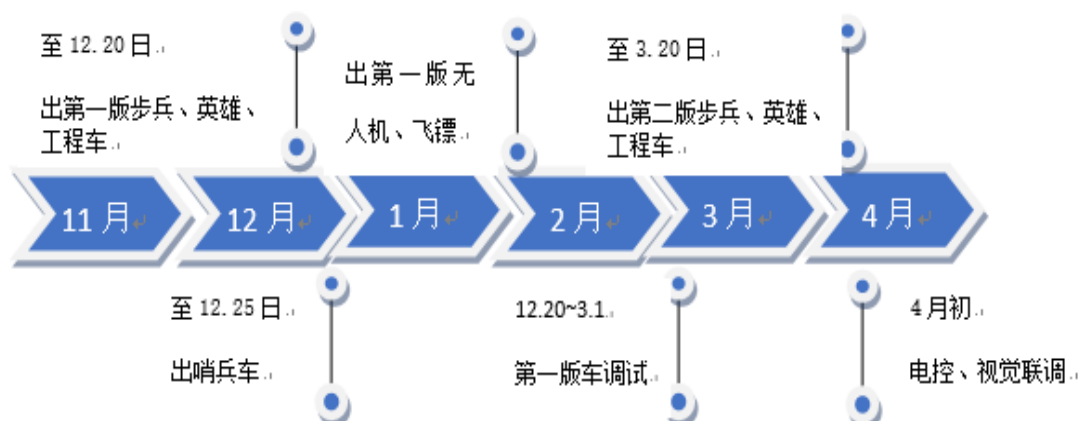 至 12.20 日
出第一版步兵、英雄、
工程车
出第一版无
人机、飞镖
至 3.20 日
出第二版步兵、英雄、
工程车
11 月
12 月
1 月
2 月
3 月
4 月
至 12.25 日
出哨兵车
12.20~3.1
第一版车调试
4 月初
电控、视觉联调